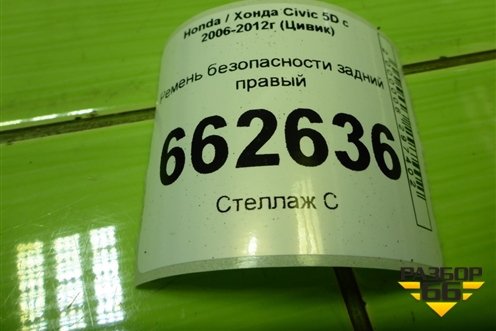 Honda / Хонда Civic 5D с
2006-2012г (Цивик)
Ремень безопасности задний
правый
662636
Стеллаж С
РАЗБОР
66